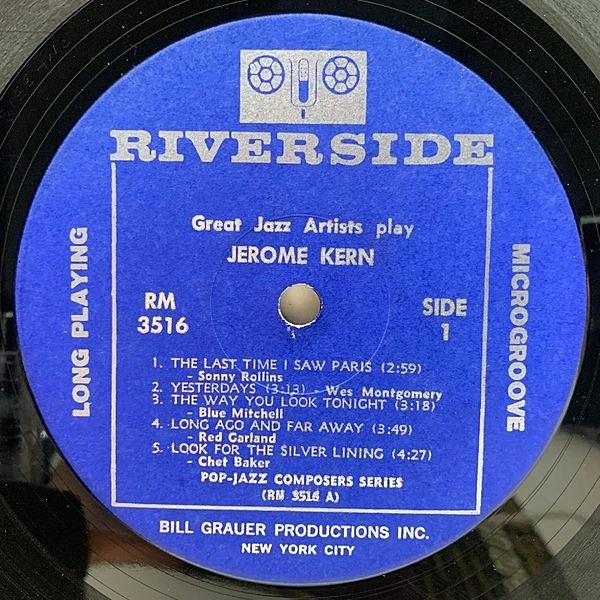 RIVERSIDE
Great Jazz Artists play
JEROME KERN
LONG PLAYING
MICROGROOVE
RM
3516
SIDE
1
1. THE LAST TIME I SAW PARIS (2:59)
- Sonny Rollins
2. YESTERDAYS (3:13) - Wes Montgomery
3. THE WAY YOU LOOK TONIGHT (3:18)
- Blue Mitchell
4. LONG AGO AND FAR AWAY (3:49)
- Red Garland
5. LOOK FOR THE SILVER LINING (4:27)
- Chet Baker
POP-JAZZ COMPOSERS SERIES
(RM 3516 A)
BILL GRAUER PRODUCTIONS INC.
NEW YORK CITY